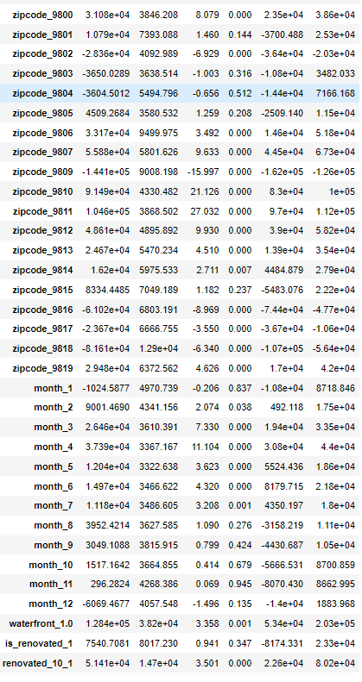 zipcode_9800 3.108e+04 3846.208 8.079 0.000 2.35e+04 3.86e+04
zipcode_9801 1.079e+04 7393.088 1.460 0.144 -3700.488 2.53e+04
zipcode_9802 -2.836e+04 4092.989 -6.929 0.000 -3.64e+04 -2.03e+04
zipcode_9803 -3650.0289 3638.514 -1.003 0.316 -1.08e+04 3482.033
zipcode_9804 -3604.5012 5494.796 -0.656 0.512 -1.44e+04 7166.168
zipcode_9805 4509.2684 3580.532 1.259 0.208 -2509.140 1.15e+04
zipcode_9806 3.317e+04 9499.975 3.492 0.000 1.46e+04 5.18e+04
zipcode_9807 5.588e+04 5801.626 9.633 0.000 4.45e+04 6.73e+04
zipcode_9809 -1.441e+05 9008.198 -15.997 0.000 -1.62e+05 -1.26e+05
zipcode_9810 9.149e+04 4330.482 21.126 0.000 8.3e+04 1e+05
zipcode_9811 1.046e+05 3868.502 27.032 0.000 9.7e+04 1.12e+05
zipcode_9812 4.861e+04 4895.892 9.930 0.000 3.9e+04 5.82e+04
zipcode_9813 2.467e+04 5470.234 4.510 0.000 1.39e+04 3.54e+04
zipcode_9814 1.62e+04 5975.533 2.711 0.007 4484.879 2.79e+04
zipcode_9815 8334.4485 7049.189 1.182 0.237 -5483.076 2.22e+04
zipcode_9816 -6.102e+04 6803.191 -8.969 0.000 -7.44e+04 -4.77e+04
zipcode_9817 -2.367e+04 6666.755 -3.550 0.000 -3.67e+04 -1.06e+04
zipcode_9818 -8.161e+04 1.29e+04 -6.340 0.000 -1.07e+05 -5.64e+04
zipcode_9819 2.948e+04 6372.562 4.626 0.000 1.7e+04 4.2e+04
month_1 -1024.5877 4970.739 -0.206 0.837 -1.08e+04 8718.846
month_2 9001.4690 4341.156 2.074 0.038 492.118 1.75e+04
month_3 2.646e+04 3610.391 7.330 0.000 1.94e+04 3.35e+04
month_4 3.739e+04 3367.167 11.104 0.000 3.08e+04 4.4e+04
month_5 1.204e+04 3322.638 3.623 0.000 5524.436 1.86e+04
month_6 1.497e+04 3466.622 4.320 0.000 8179.715 2.18e+04
month_7 1.118e+04 3486.605 3.208 0.001 4350.197 1.8e+04
month_8 3952.4214 3627.585 1.090 0.276 -3158.219 1.11e+04
month_9 3049.1088 3815.915 0.799 0.424 -4430.687 1.05e+04
month_10 1517.1642 3664.855 0.414 0.679 -5666.531 8700.859
month_11 296.2824 4268.386 0.069 0.945 -8070.430 8662.995
month_12 -6069.4677 4057.548 -1.496 0.135 -1.4e+04 1883.968
waterfront_1.0 1.284e+05 3.82e+04 3.358 0.001 5.34e+04 2.03e+05
is_renovated_1 7540.7081 8017.230 0.941 0.347 -8174.331 2.33e+04
renovated_10_1 5.141e+04 1.47e+04 3.501 0.000 2.26e+04 8.02e+04